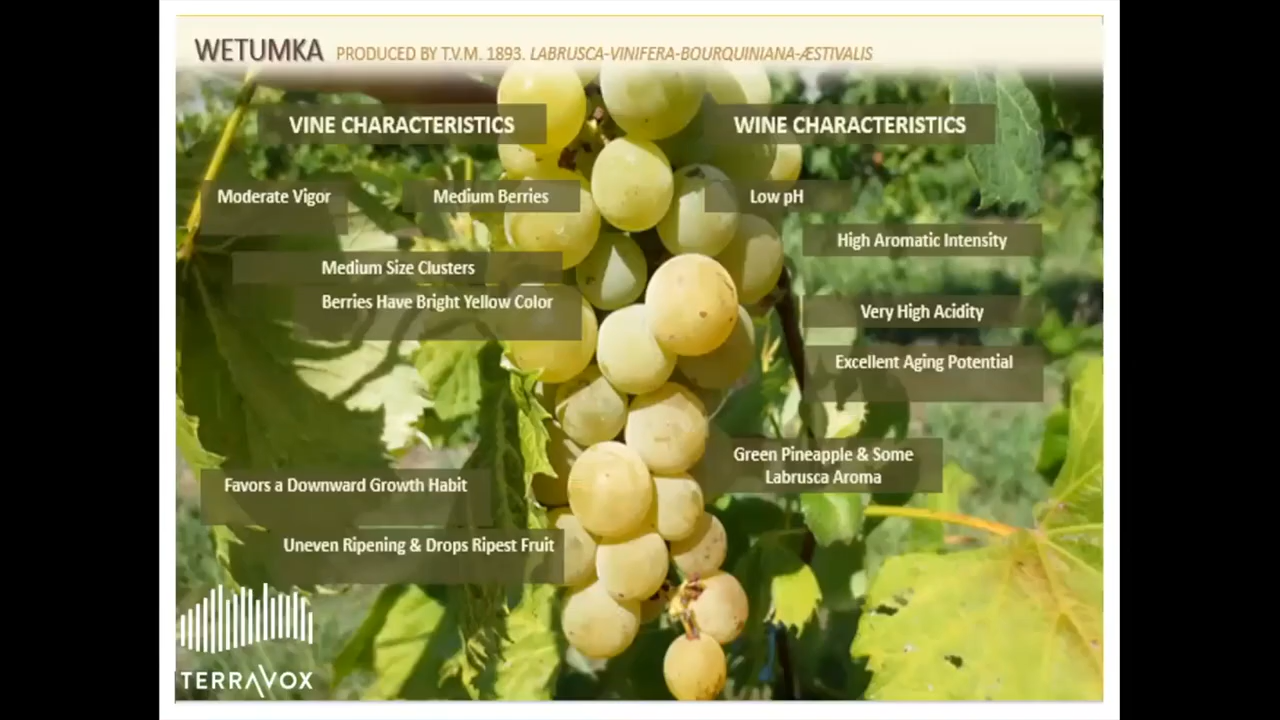 WETUMKA PRODUCED BY T.V.M. 1893. LABRUSCA-VINIFERA-BOURQUINIANA-ÆSTIVALIS
VINE CHARACTERISTICS
Moderate Vigor
Medium Berries
Medium Size Clusters
Berries Have Bright Yellow Color
Favors a Downward Growth Habit
Uneven Ripening & Drops Ripest Fruit
WINE CHARACTERISTICS
Low pH
High Aromatic Intensity
Very High Acidity
Excellent Aging Potential
Green Pineapple & Some
Labrusca Aroma
TERRAVOX